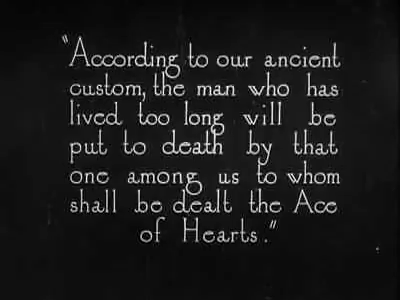 "According to our ancient
custom, the man who has
lived too long will be
put to death by that
one among us to whom
shall be dealt the Ace
of Hearts."